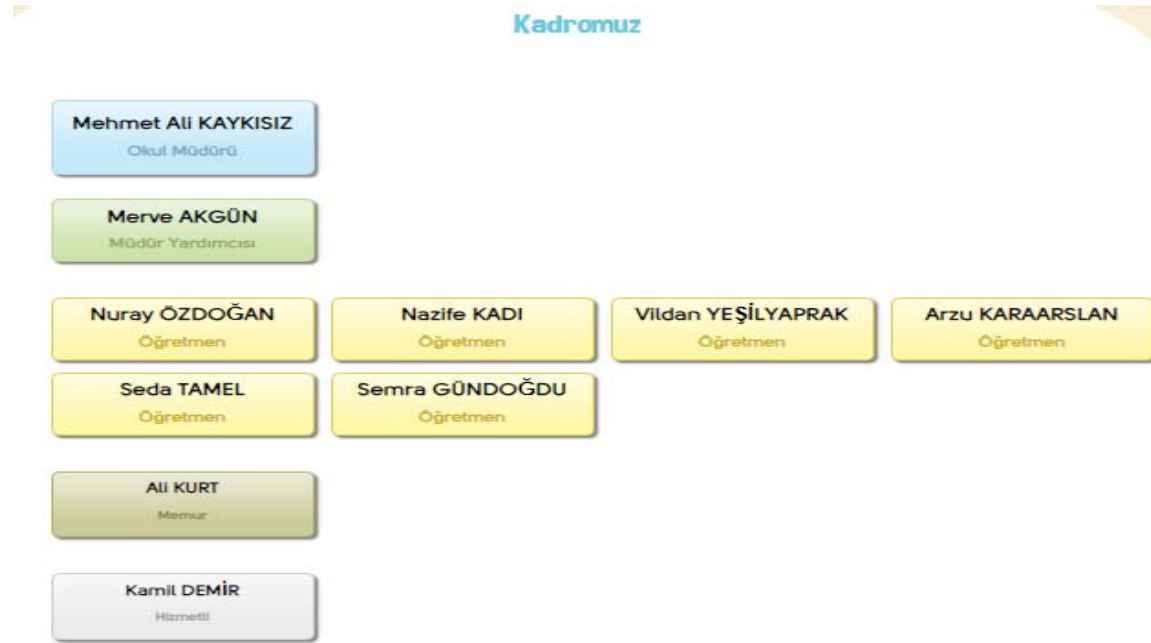 Kadromuz
Mehmet Ali KAYKISIZ
Okul Müdürü
Merve AKGÜN
Müdür Yardımcısı
Nuray ÖZDOĞAN
Öğretmen
Nazife KADI
Öğretmen
Vildan YEŞİLYAPRAK
Öğretmen
Arzu KARAARSLAN
Öğretmen
Seda TAMEL
Öğretmen
Semra GÜNDOĞDU
Öğretmen
Ali KURT
Memur
Kamil DEMİR
Hizmetli